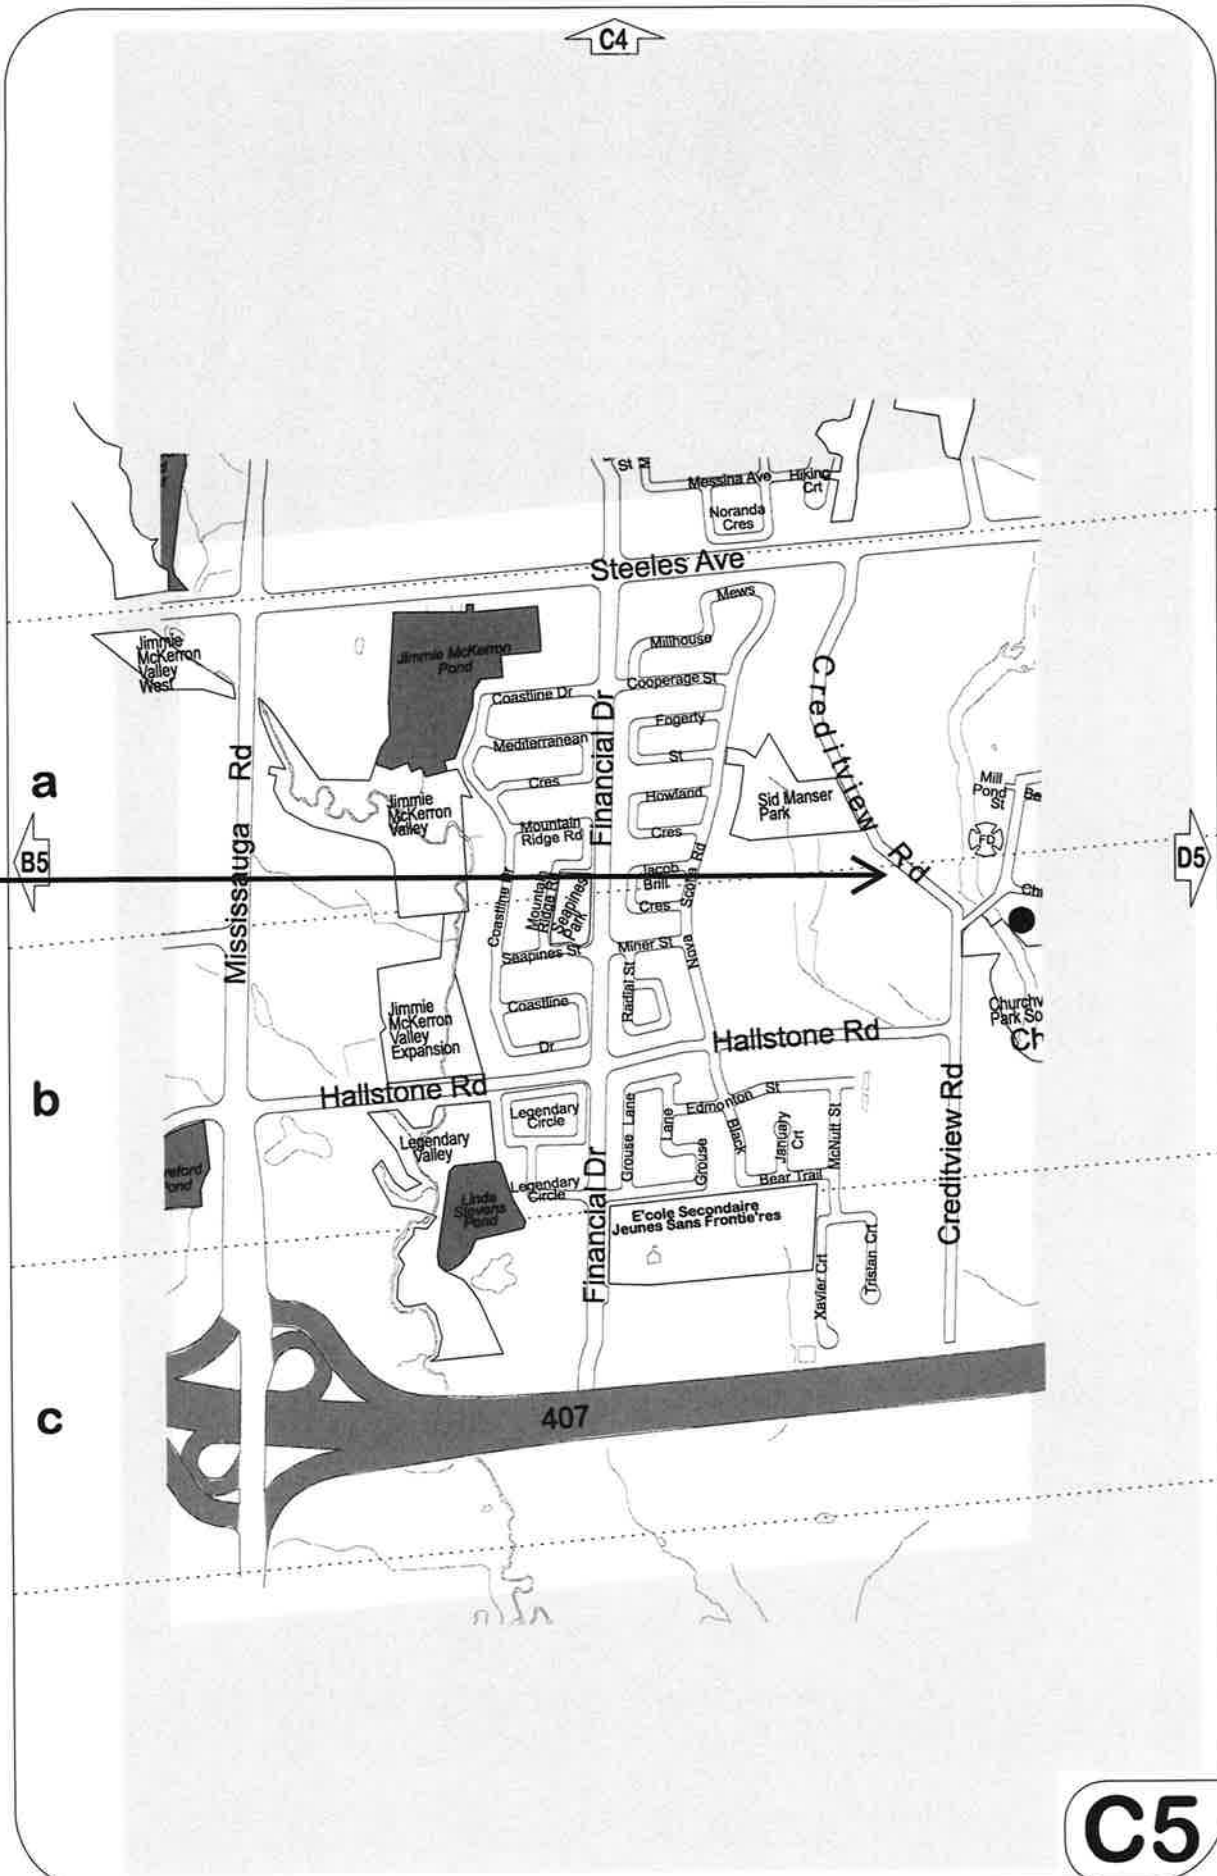 C4
St
Messina Ave
Hiking
Crt
Noranda
Cres
Steeles Ave
Mews
Jimmie
McKerron
Valley
West
Jimmie McKerron
Pond
Millhouse
Cooperage St
Coastline Dr
Creditview Rd
Financial Dr
Fogerty
St
Mediterranean
Cres
Mississauga Rd
a
Jimmie
McKerron
Valley
Howland
Cres
Sid Manser
Park
Mill
Pond
St
Be
Mountain
Ridge Rd
FD
B5
D5
Jacob
Brill
Cres
Nova Scotia Rd
Coastline Dr
Mountain
Ridge Rd
Seapines
Park
Ch
Seapines St
Miner St
Radial St
Jimmie
McKerron
Valley
Expansion
Coastline
Dr
Churchv
Park So
Ch
Hallstone Rd
Hallstone Rd
b
Legendary
Circle
Legendary
Valley
Grouse Lane
Lane
Grouse
Edmonton St
Black
Bear Trail
January
Crt
McNutt St
Creditview Rd
reford
Pond
Linda
Stevens
Pond
Legendary
Circle
Financial Dr
E'cole Secondaire
Jeunes Sans Frontie'res
Xavier Crt
Tristan Crt
c
407
C5